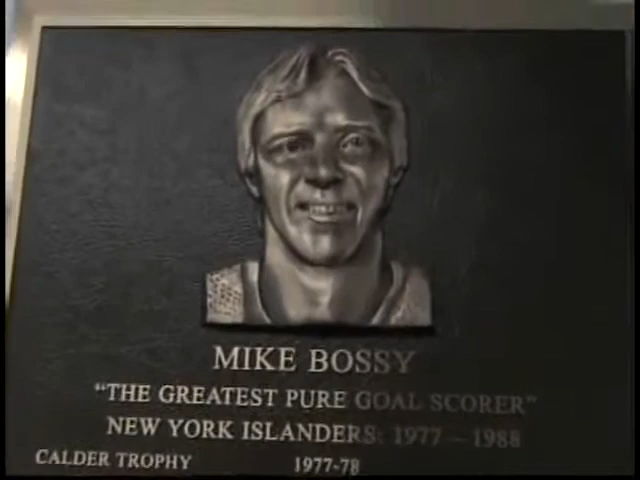 MIKE BOSSY
“THE GREATEST PURE GOAL SCORER”
NEW YORK ISLANDERS: 1977 – 1988
CALDER TROPHY 1977-78